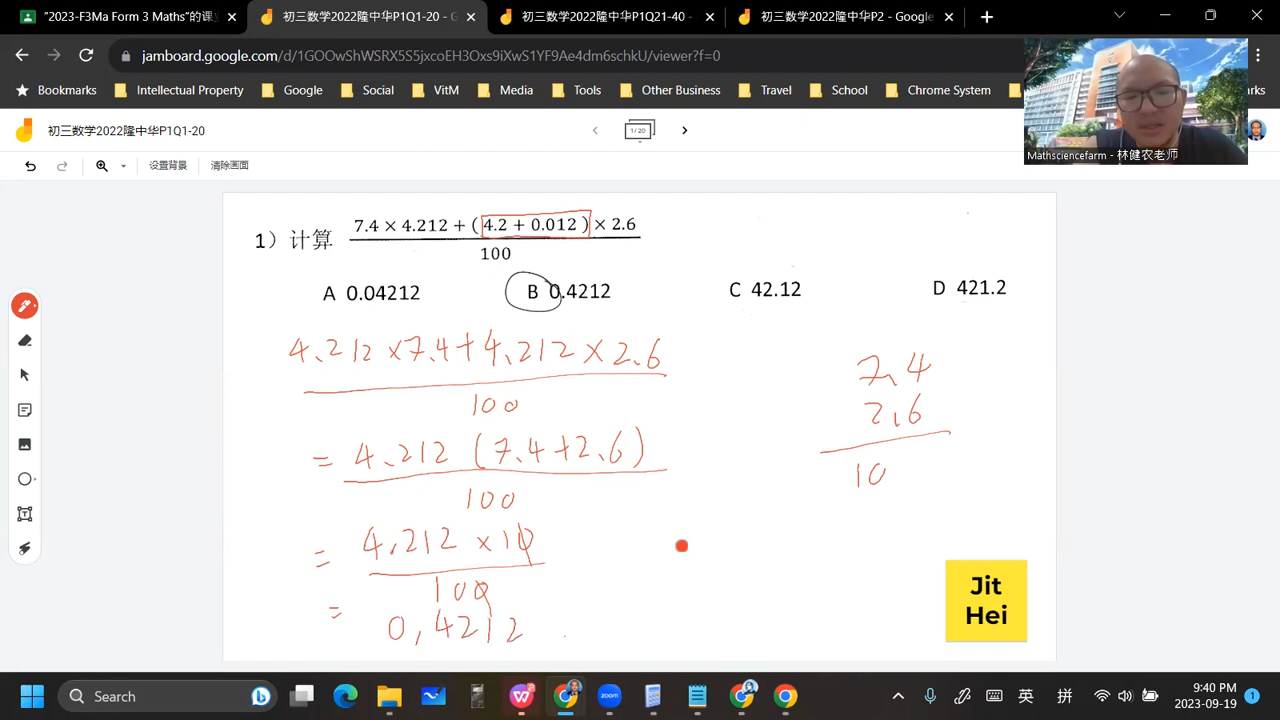 "2023-F3Ma Form 3 Maths"的课
初三数学2022隆中华P1Q1-20 - G
初三数学2022隆中华P1Q21-40 -
初三数学2022隆中华P2 - Google
jamboard.google.com/d/1GOOwShWSRX5S5jxcoEH3Oxs9iXwS1YF9Ae4dm6schkU/viewer?f=0
Bookmarks Intellectual Property Google Social VitM Media Tools Other Business Travel School Chrome System
初三数学2022隆中华P1Q1-20
1/20
Mathsciencefarm - 林健农老师
设置背景 清除画面
1）计算 7.4 × 4.212 + ( 4.2 + 0.012 ) × 2.6
100
A 0.04212 B 0.4212 C 42.12 D 421.2
4.212 ×7.4+4.212 × 2.6
100
= 4.212 (7.4+2.6)
100
= 4.212 ×10
100
= 0.4212
7.4
2.6
10
Jit
Hei
Search
英 拼
9:40 PM
2023-09-19
1